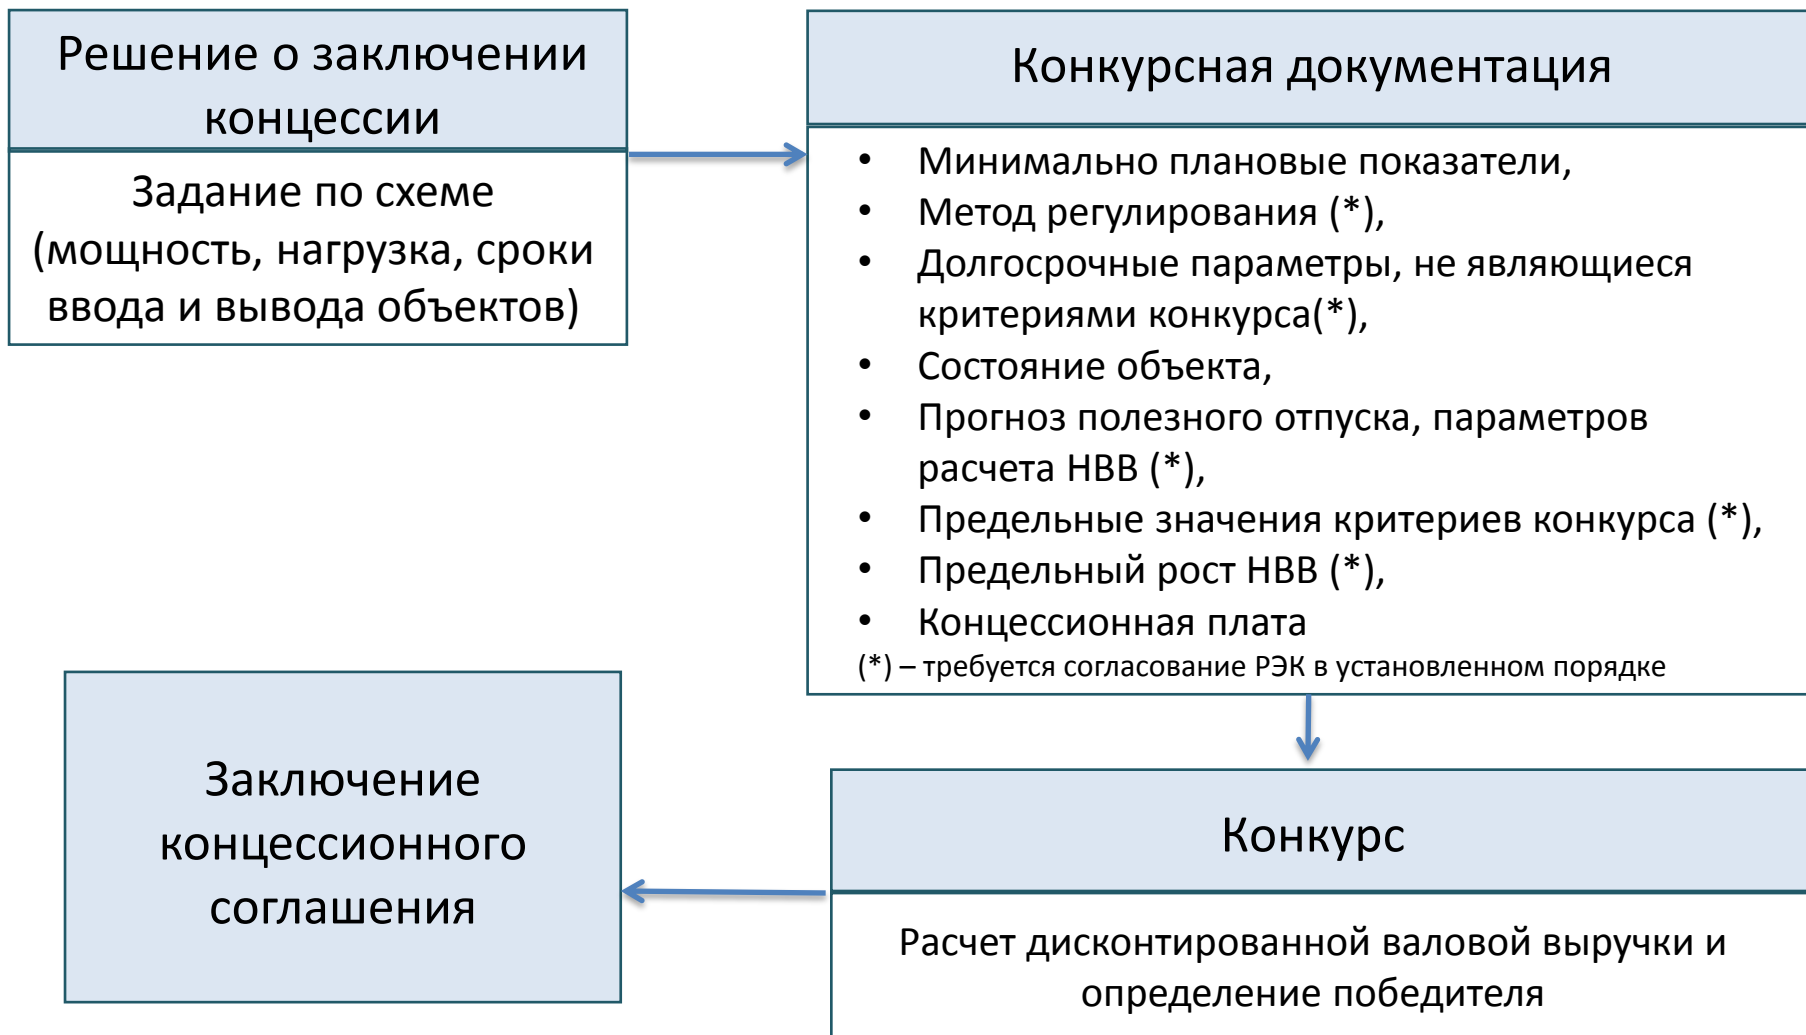 Решение о заключении
концессии
Задание по схеме
(мощность, нагрузка, сроки
ввода и вывода объектов)
Конкурсная документация
• Минимально плановые показатели,
• Метод регулирования (*),
• Долгосрочные параметры, не являющиеся
критериями конкурса(*),
• Состояние объекта,
• Прогноз полезного отпуска, параметров
расчета НВВ (*),
• Предельные значения критериев конкурса (*),
• Предельный рост НВВ (*),
• Концессионная плата
(*) – требуется согласование РЭК в установленном порядке
Конкурс
Расчет дисконтированной валовой выручки и
определение победителя
Заключение
концессионного
соглашения